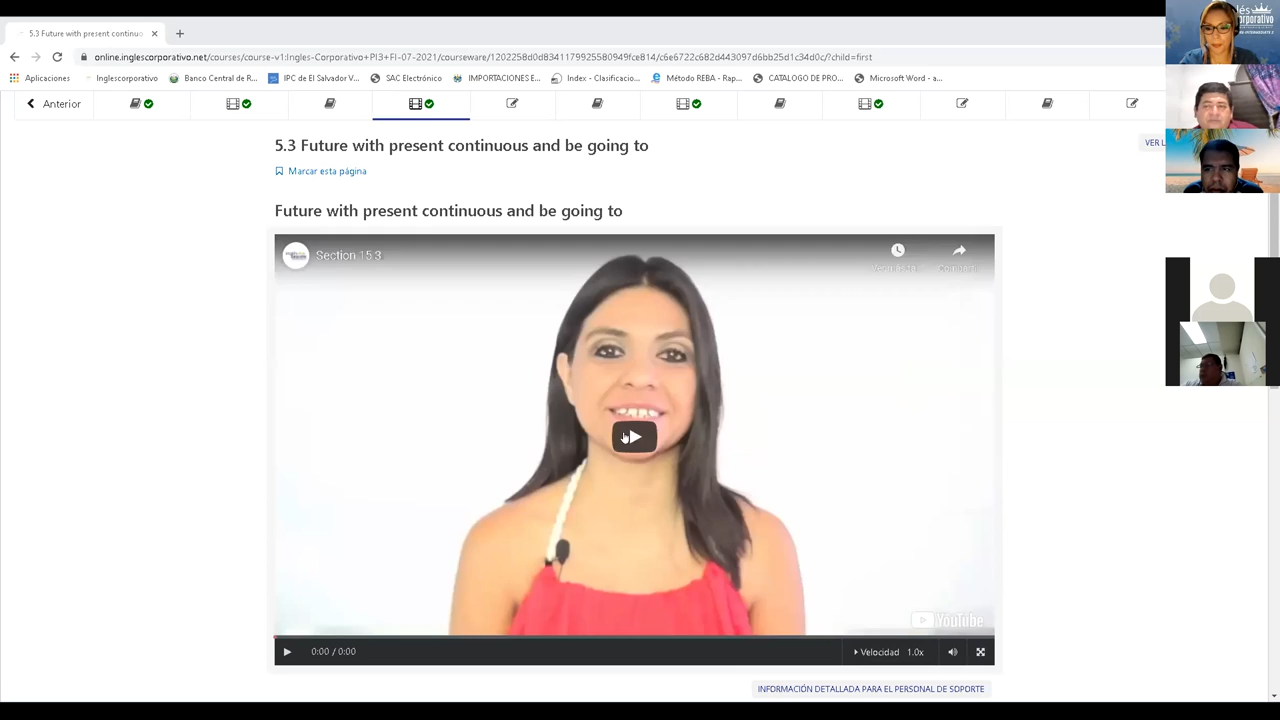 5.3 Future with present continuo
online.inglescorporativo.net/courses/course-v1:Ingles-Corporativo+PI3+FI-07-2021/courseware/1202258d0d8341179925580949fce814/c6e6722c682d443097d6bb25d1c34d0c/?child=first
Aplicaciones Inglescorporativo Banco Central de R... IPC de El Salvador V... SAC Electrónico IMPORTACIONES E... Index - Clasificacio... Método REBA - Rap... CATALOGO DE PRO... Microsoft Word - a...
Anterior
5.3 Future with present continuous and be going to
VER L
Marcar esta página
Future with present continuous and be going to
Section 15 3
YouTube
0:00 / 0:00
Velocidad 1.0x
INFORMACIÓN DETALLADA PARA EL PERSONAL DE SOPORTE